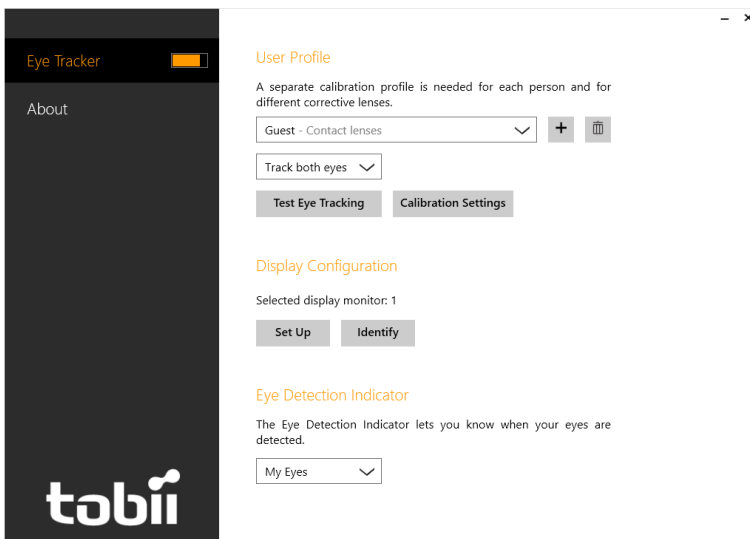 Eye Tracker
About
tobii
User Profile
A separate calibration profile is needed for each person and for
different corrective lenses.
Guest - Contact lenses
+
Track both eyes
Test Eye Tracking
Calibration Settings
Display Configuration
Selected display monitor: 1
Set Up
Identify
Eye Detection Indicator
The Eye Detection Indicator lets you know when your eyes are
detected.
My Eyes